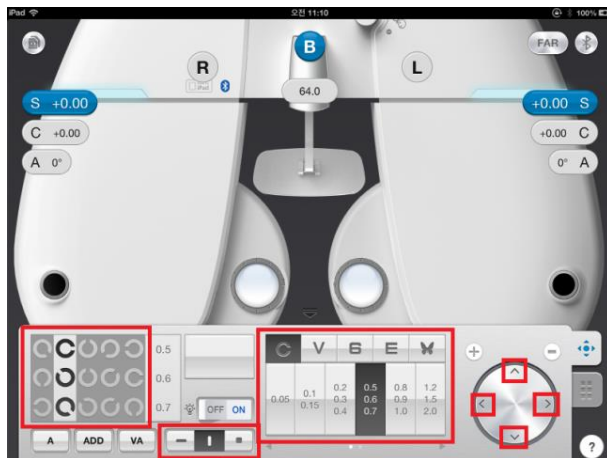 iPad 오전 11:10 100%
B
FAR
R L
64.0
S +0.00 +0.00 S
C +0.00 +0.00 C
A 0° 0° A
C V 6 E
0.5
0.6
0.7
0.05
0.1
0.15
0.2
0.3
0.4
0.5
0.6
0.7
0.8
0.9
1.0
1.2
1.5
2.0
OFF ON
A ADD VA
?